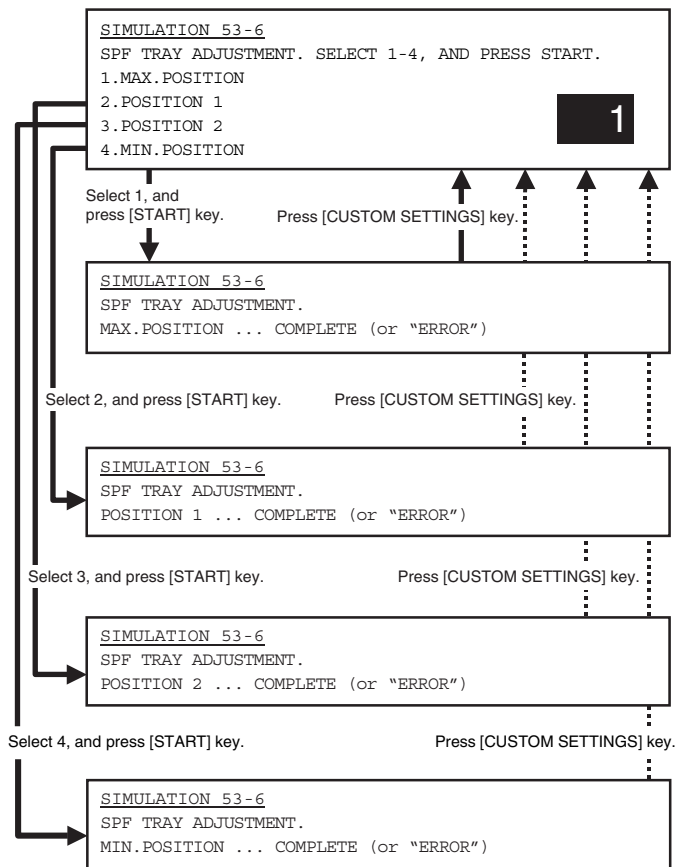 SIMULATION 53-6
SPF TRAY ADJUSTMENT. SELECT 1-4, AND PRESS START.
1.MAX.POSITION
2.POSITION 1
3.POSITION 2
4.MIN.POSITION
1
Select 1, and
press [START] key.
Press [CUSTOM SETTINGS] key.
SIMULATION 53-6
SPF TRAY ADJUSTMENT.
MAX.POSITION ... COMPLETE (or “ERROR”)
Select 2, and press [START] key.
Press [CUSTOM SETTINGS] key.
SIMULATION 53-6
SPF TRAY ADJUSTMENT.
POSITION 1 ... COMPLETE (or “ERROR”)
Select 3, and press [START] key.
Press [CUSTOM SETTINGS] key.
SIMULATION 53-6
SPF TRAY ADJUSTMENT.
POSITION 2 ... COMPLETE (or “ERROR”)
Select 4, and press [START] key.
Press [CUSTOM SETTINGS] key.
SIMULATION 53-6
SPF TRAY ADJUSTMENT.
MIN.POSITION ... COMPLETE (or “ERROR”)